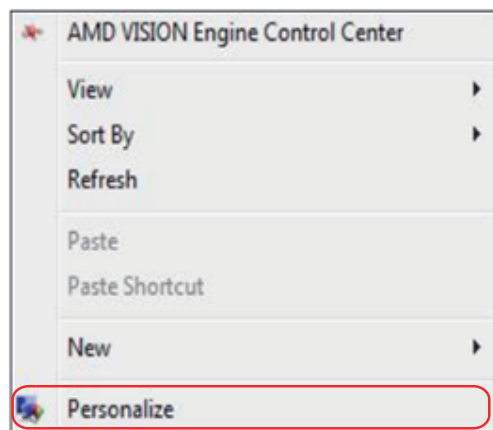 AMD VISION Engine Control Center
View
Sort By
Refresh
Paste
Paste Shortcut
New
Personalize